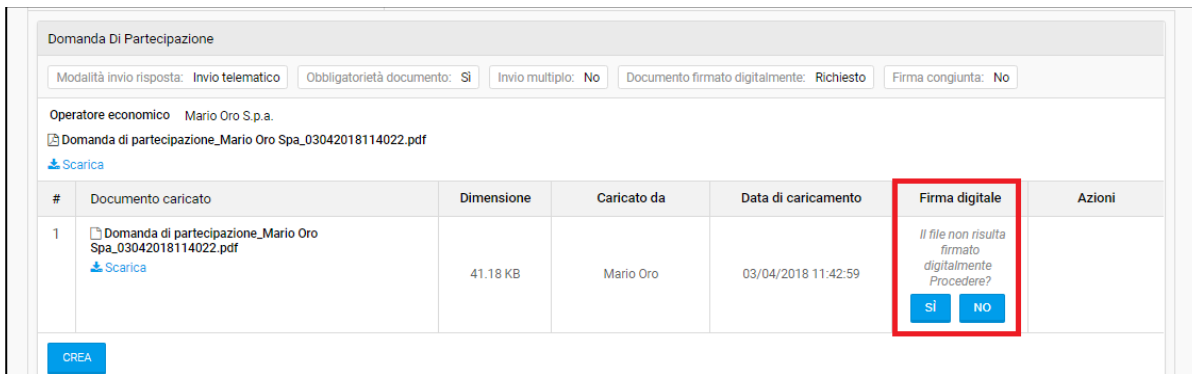 Domanda Di Partecipazione
Modalità invio risposta: Invio telematico Obbligatorietà documento: Sì Invio multiplo: No Documento firmato digitalmente: Richiesto Firma congiunta: No
Operatore economico Mario Oro S.p.a.
Domanda di partecipazione_Mario Oro Spa_03042018114022.pdf
Scarica
# Documento caricato Dimensione Caricato da Data di caricamento Firma digitale Azioni
1 Domanda di partecipazione_Mario Oro
Spa_03042018114022.pdf
Scarica
41.18 KB Mario Oro 03/04/2018 11:42:59
Il file non risulta
firmato
digitalmente
Procedere?
SÌ NO
CREA